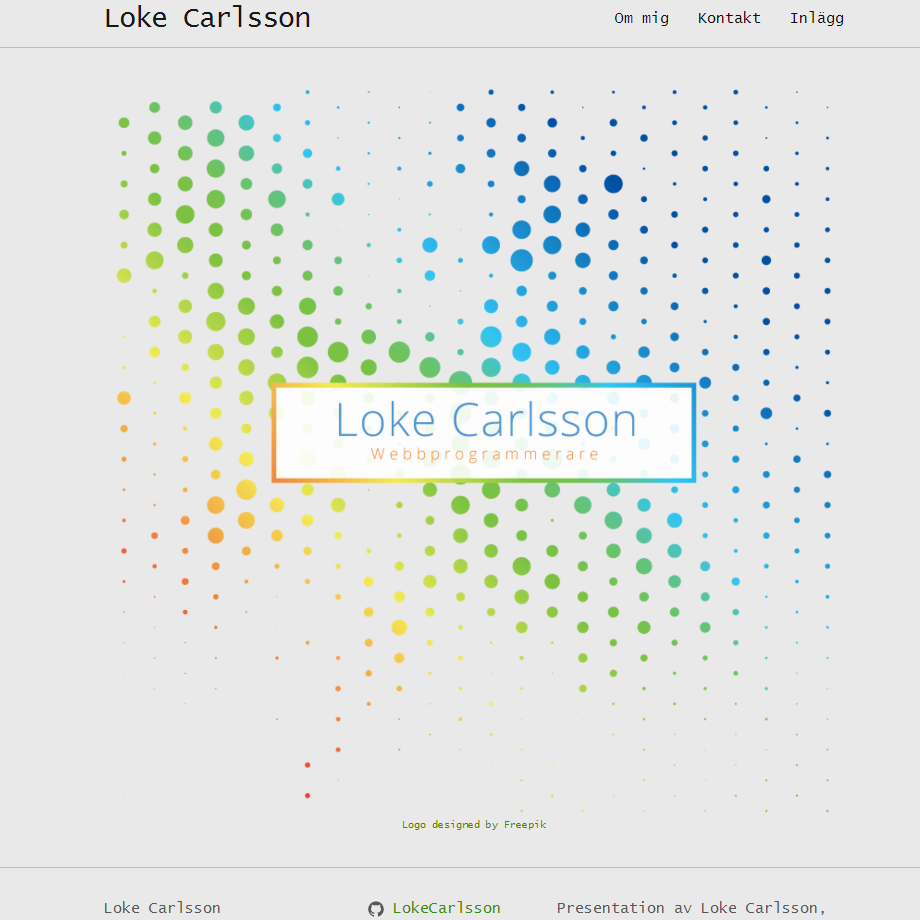 Loke Carlsson
Om mig Kontakt Inlägg
Loke Carlsson
Webbprogrammerare
Logo designed by Freepik
Loke Carlsson
LokeCarlsson
Presentation av Loke Carlsson,